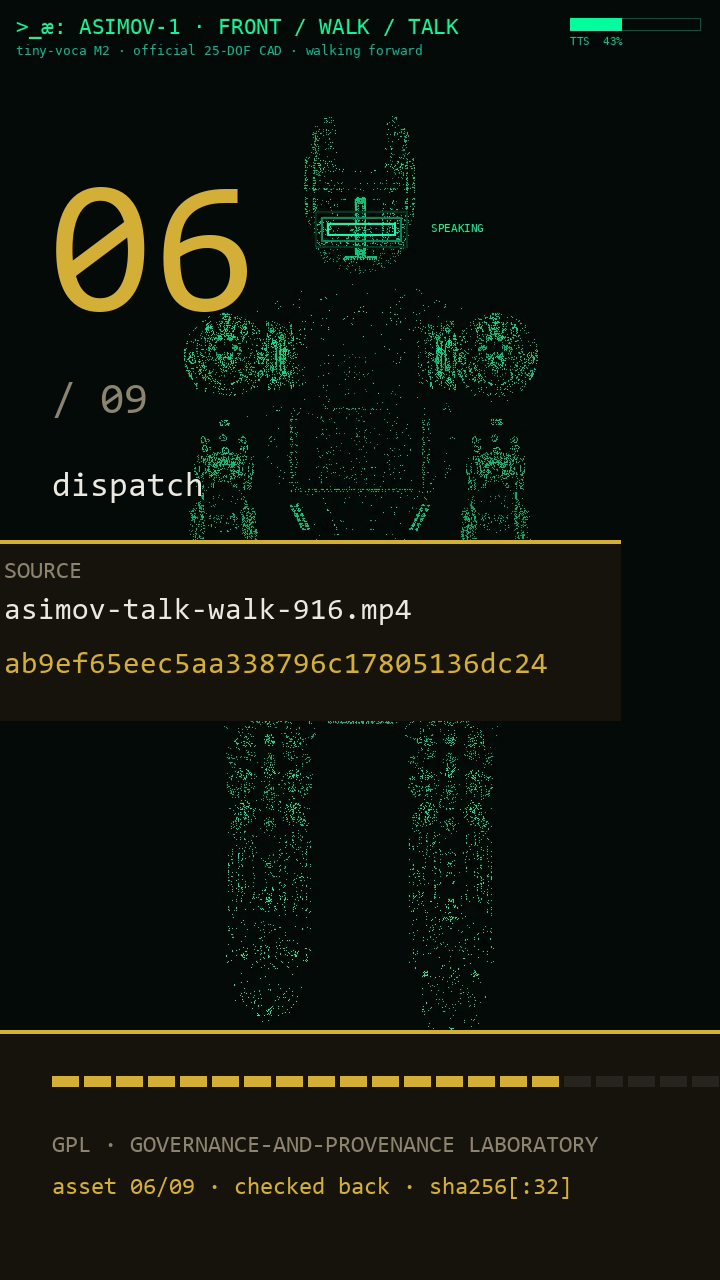 >_æ: ASIMOV-1 · FRONT / WALK / TALK
tiny-voca M2 · official 25-DOF CAD · walking forward
TTS 43%
06
SPEAKING
/ 09
dispatch
SOURCE
asimov-talk-walk-916.mp4
ab9ef65eec5aa338796c17805136dc24
GPL · GOVERNANCE-AND-PROVENANCE LABORATORY
asset 06/09 · checked back · sha256[:32]